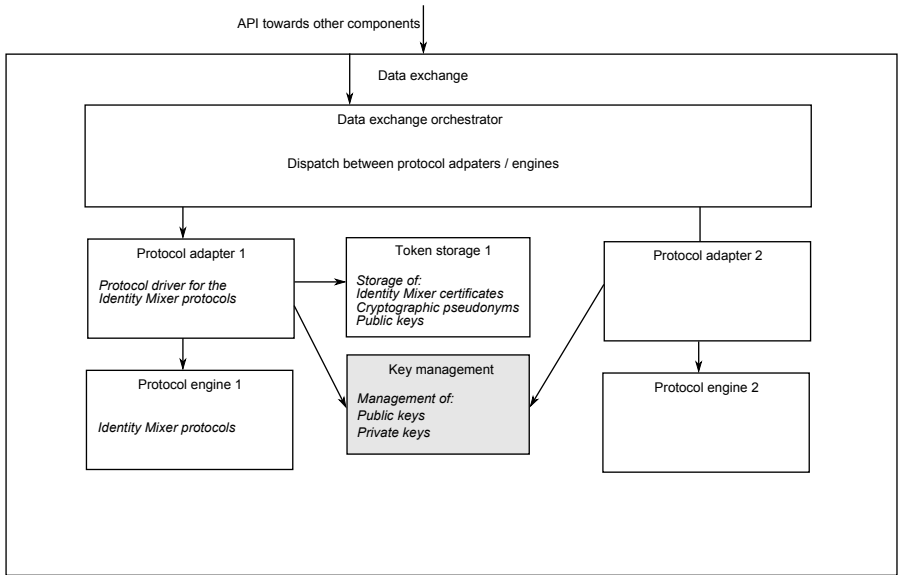 API towards other components
Data exchange
Data exchange orchestrator
Dispatch between protocol adpaters / engines
Protocol adapter 1
Protocol driver for the
Identity Mixer protocols
Token storage 1
Storage of:
Identity Mixer certificates
Cryptographic pseudonyms
Public keys
Protocol adapter 2
Key management
Management of:
Public keys
Private keys
Protocol engine 1
Identity Mixer protocols
Protocol engine 2